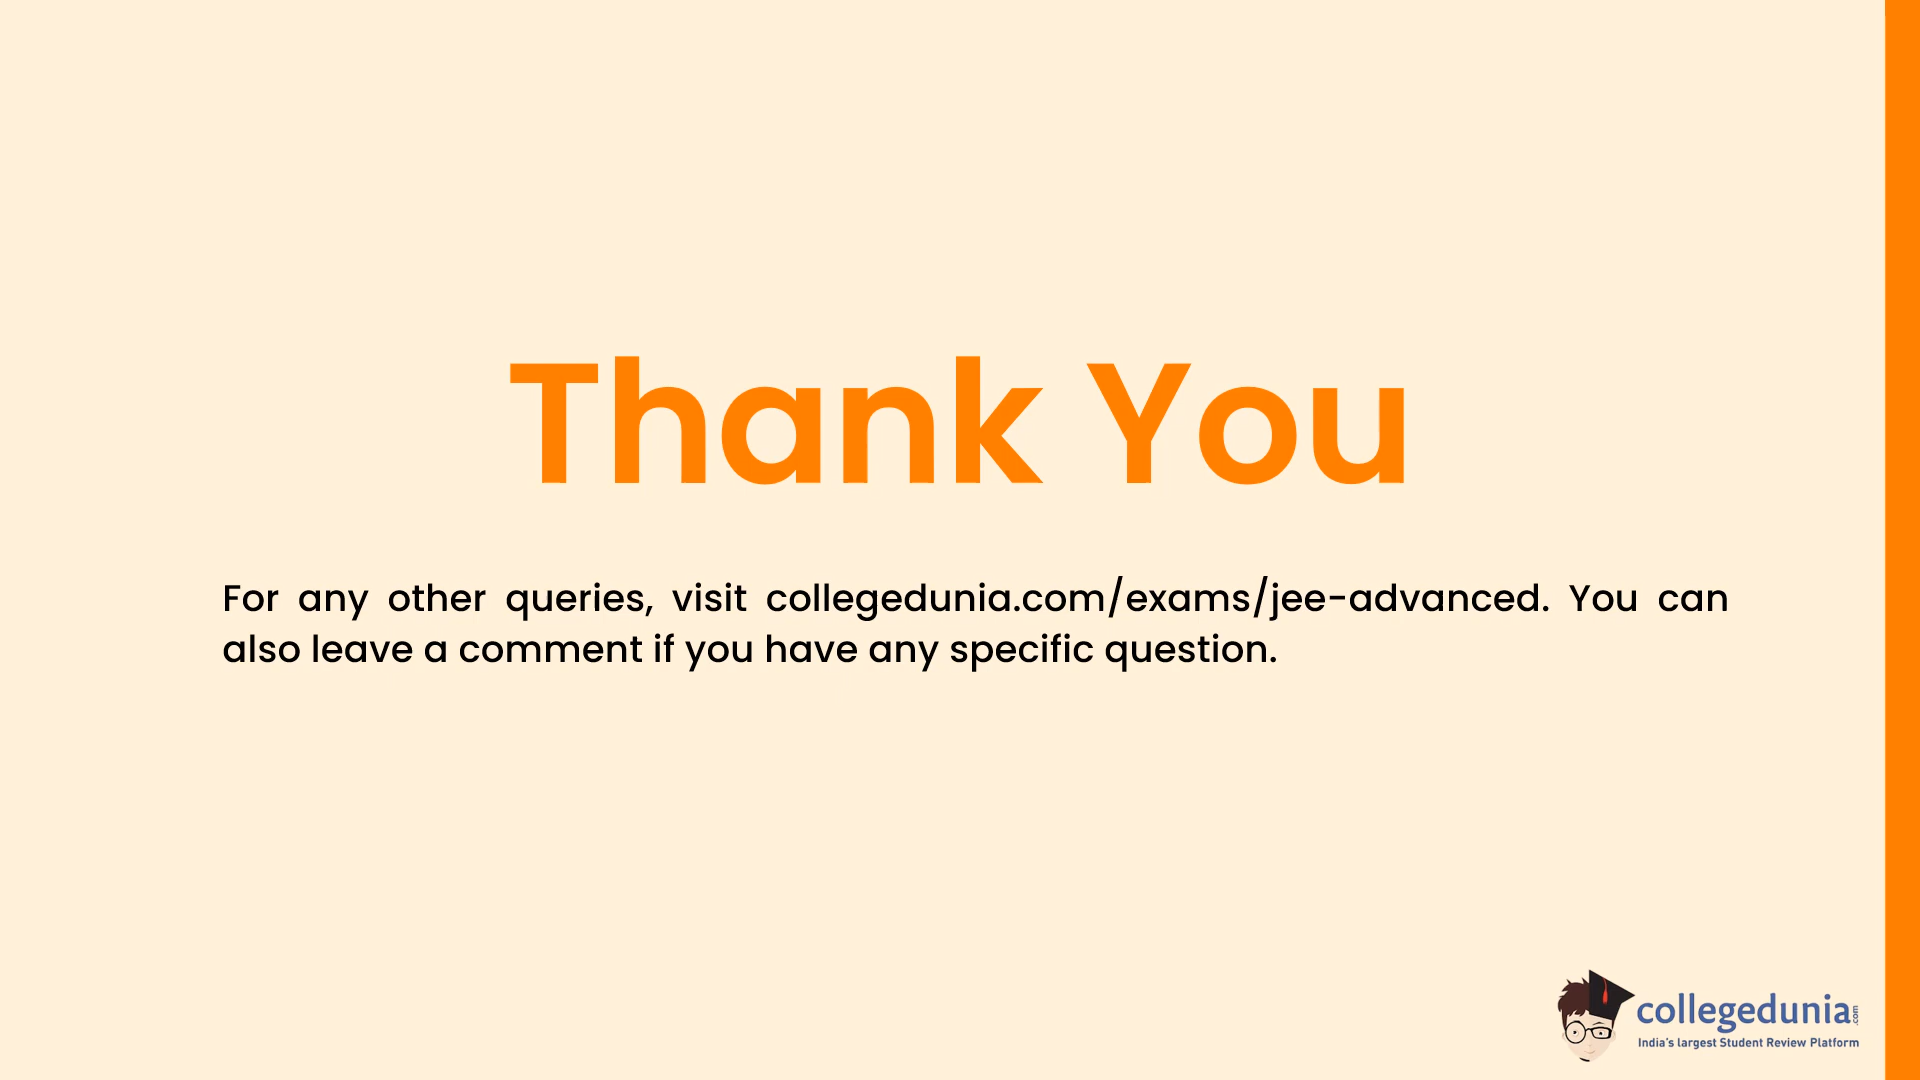 Thank You
For any other queries, visit collegedunia.com/exams/jee-advanced. You can
also leave a comment if you have any specific question.
collegedunia.com
India's largest Student Review Platform